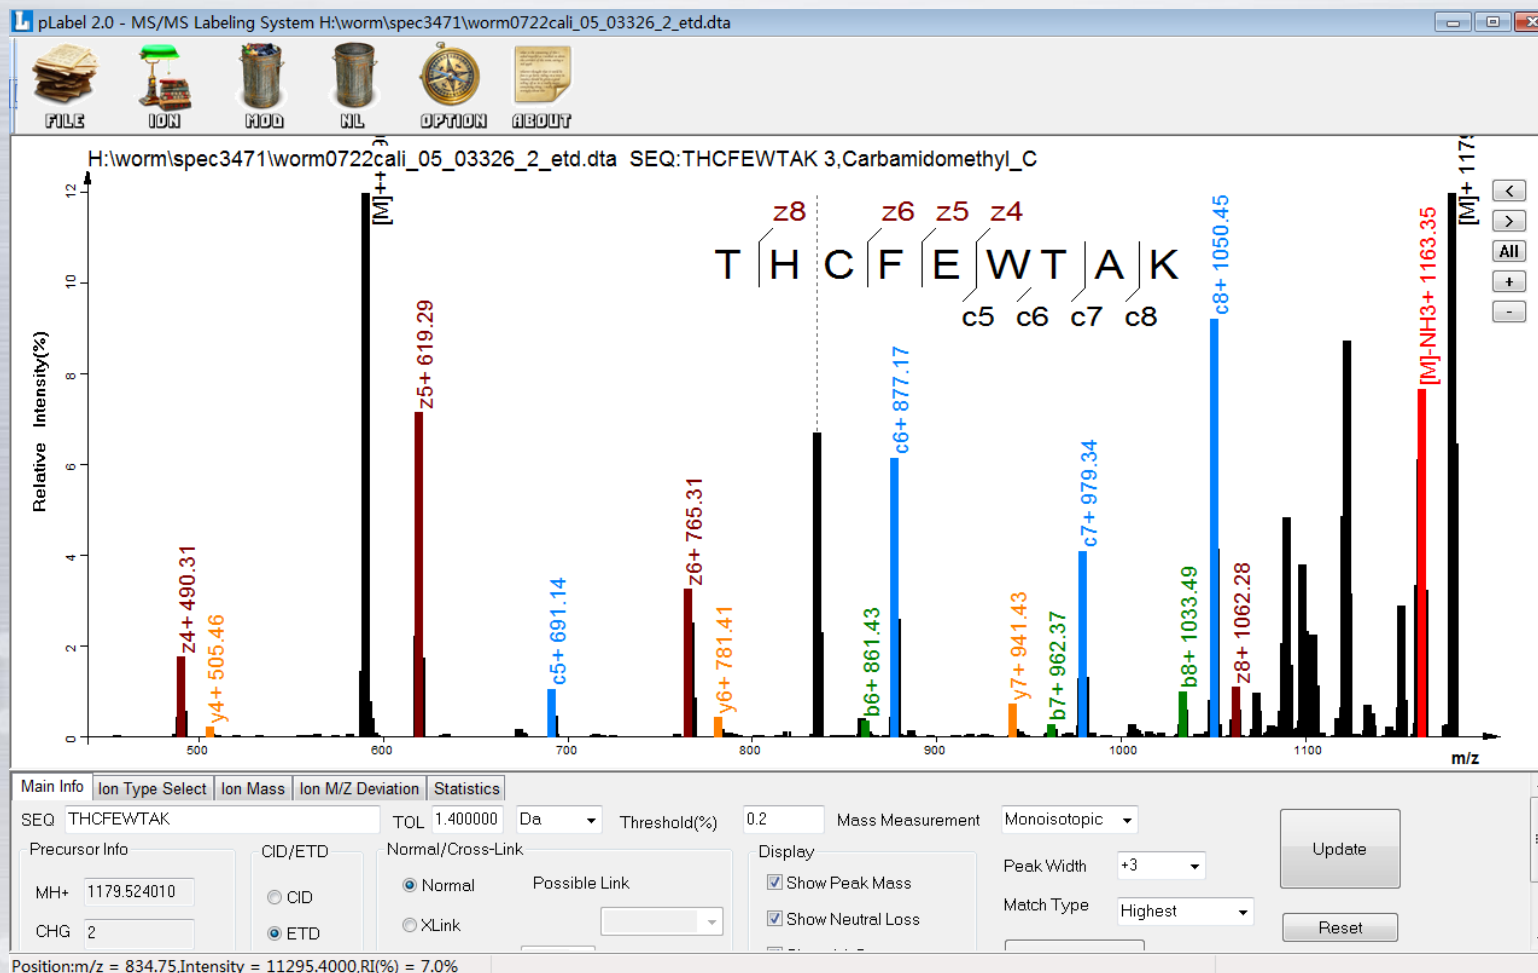 pLabel 2.0 - MS/MS Labeling System H:\worm\spec3471\worm0722cali_05_03326_2_etd.dta
FILE ION MOD NL OPTION ABOUT
H:\worm\spec3471\worm0722cali_05_03326_2_etd.dta SEQ:THCFEWTAK 3,Carbamidomethyl_C
z8 z6 z5 z4
T H C F E W T A K
c5 c6 c7 c8
Relative Intensity(%)
12
10
8
6
4
2
0
z4+ 490.31
y4+ 505.46
[M]++
z5+ 619.29
c5+ 691.14
z6+ 765.31
y6+ 781.41
b6+ 861.43
c6+ 877.17
y7+ 941.43
b7+ 962.37
c7+ 979.34
b8+ 1033.49
c8+ 1050.45
z8+ 1062.28
[M]-NH3+ 1163.35
[M]+ 1179
500 600 700 800 900 1000 1100
m/z
<
>
All
+
-
Main Info Ion Type Select Ion Mass Ion M/Z Deviation Statistics
SEQ THCFEWTAK TOL 1.400000 Da Threshold(%) 0.2 Mass Measurement Monoisotopic
Precursor Info CID/ETD Normal/Cross-Link Display
MH+ 1179.524010 CID Normal Possible Link Show Peak Mass Peak Width +3 Update
CHG 2 ETD XLink Show Neutral Loss Match Type Highest Reset
Position:m/z = 834.75,Intensity = 11295.4000,RI(%) = 7.0%